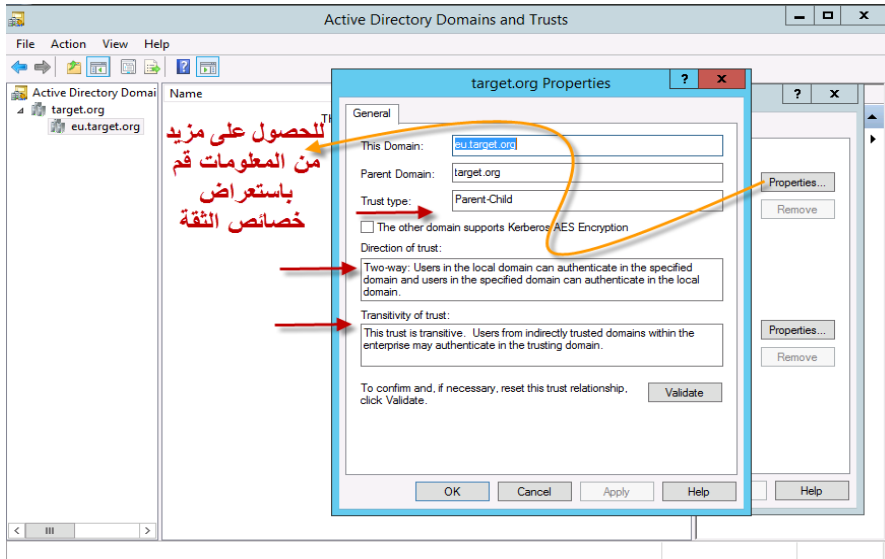 Active Directory Domains and Trusts
File Action View Help
Active Directory Domai
target.org
eu.target.org
Name
للحصول على مزيد
من المعلومات قم
باستعراض
خصائص الثقة
target.org Properties
General
This Domain:
eu.target.org
Parent Domain:
target.org
Trust type:
Parent-Child
The other domain supports Kerberos AES Encryption
Direction of trust:
Two-way: Users in the local domain can authenticate in the specified
domain and users in the specified domain can authenticate in the local
domain.
Transitivity of trust:
This trust is transitive. Users from indirectly trusted domains within the
enterprise may authenticate in the trusting domain.
To confirm and, if necessary, reset this trust relationship,
click Validate.
Validate
OK Cancel Apply Help
Properties...
Remove
Properties...
Remove
Help